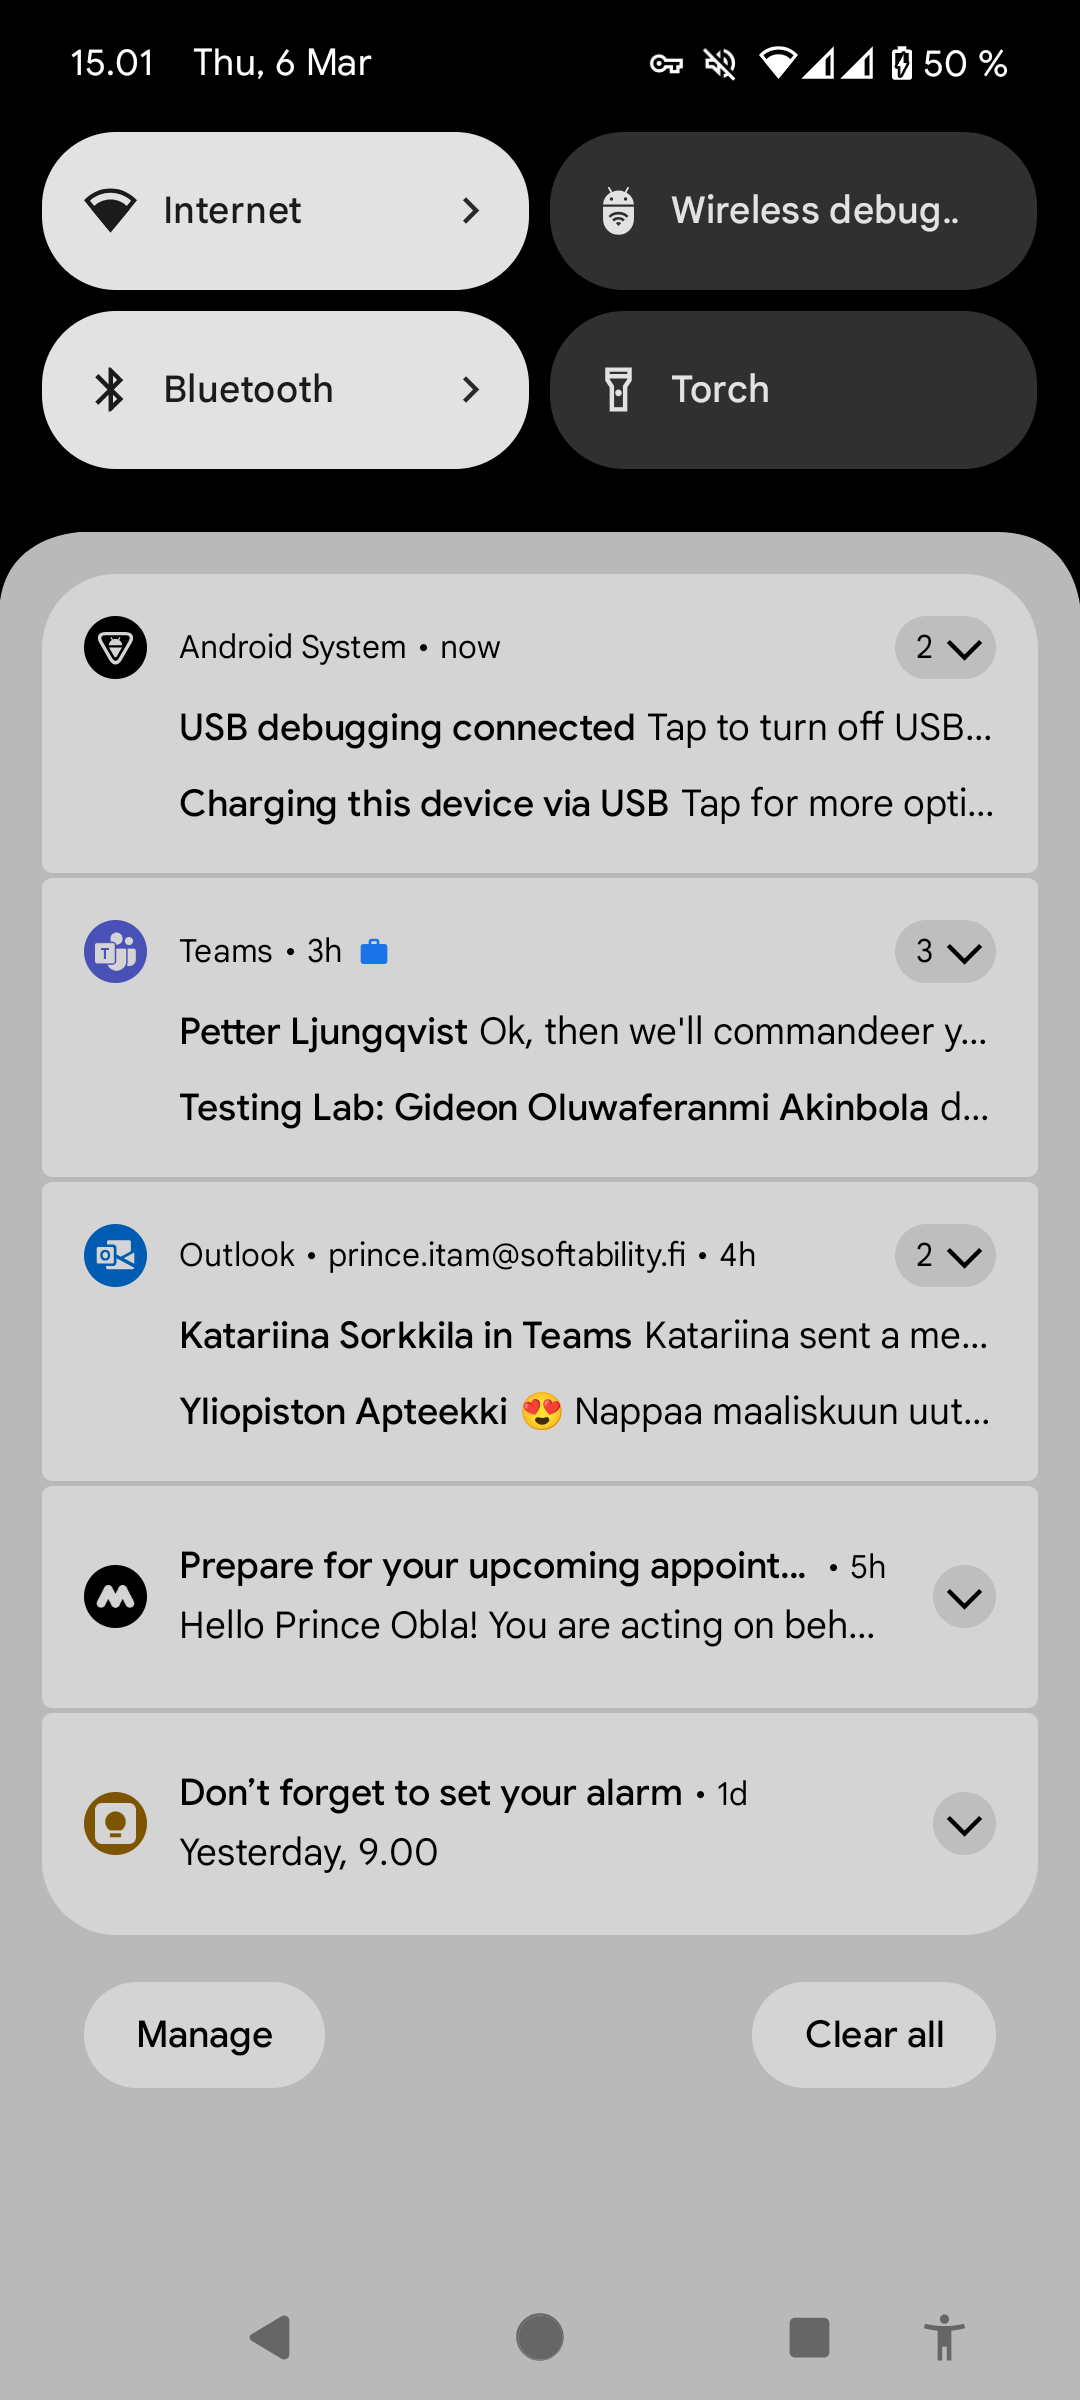 15.01 Thu, 6 Mar 50 %
Internet
Wireless debug..
Bluetooth
Torch
Android System • now 2
USB debugging connected Tap to turn off USB...
Charging this device via USB Tap for more opti...
Teams • 3h 3
Petter Ljungqvist Ok, then we'll commandeer y...
Testing Lab: Gideon Oluwaferanmi Akinbola d...
Outlook • prince.itam@softability.fi • 4h 2
Katariina Sorkkila in Teams Katariina sent a me...
Yliopiston Apteekki 😍 Nappaa maaliskuun uut...
Prepare for your upcoming appoint... • 5h
Hello Prince Obla! You are acting on beh...
Don’t forget to set your alarm • 1d
Yesterday, 9.00
Manage
Clear all